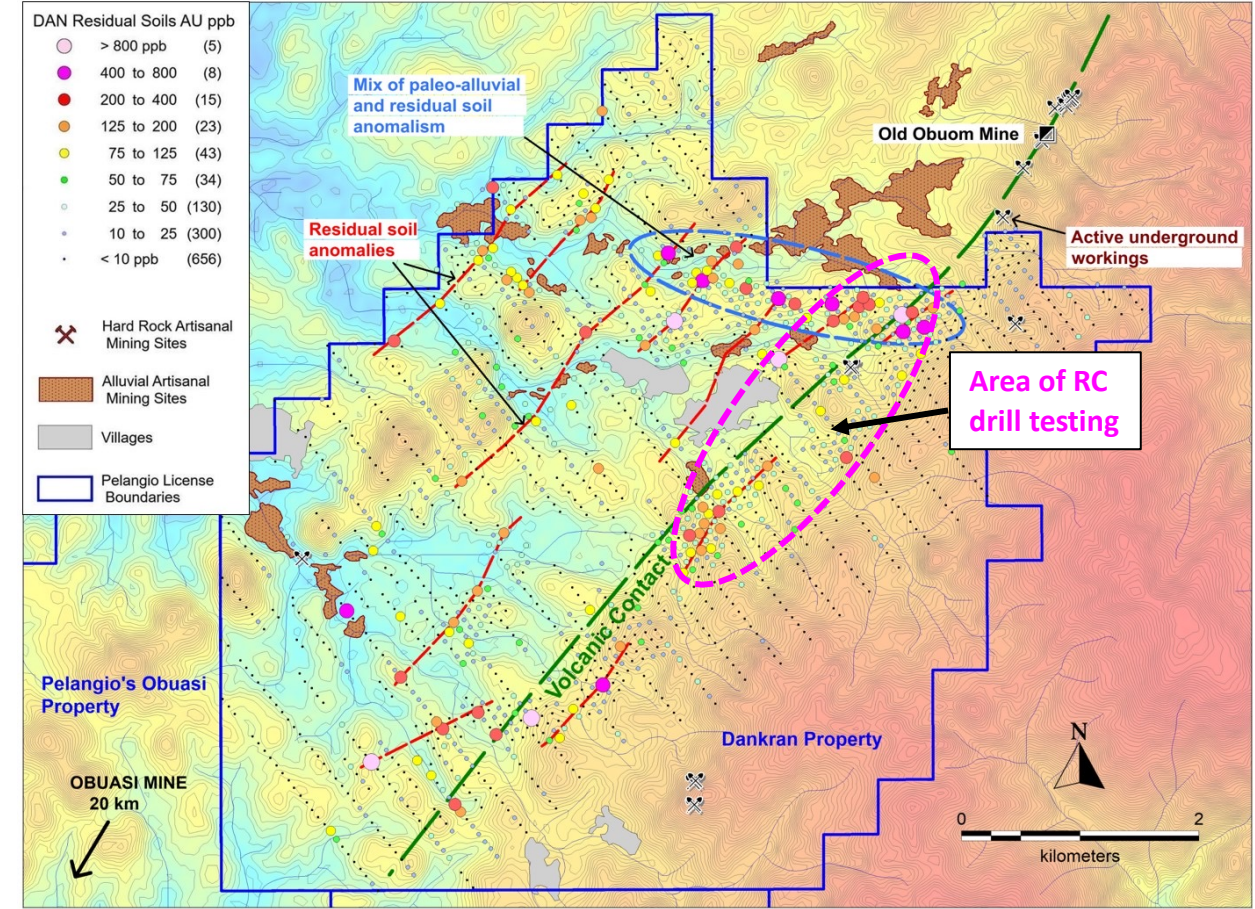 DAN Residual Soils AU ppb
> 800 ppb (5)
400 to 800 (8)
200 to 400 (15)
125 to 200 (23)
75 to 125 (43)
50 to 75 (34)
25 to 50 (130)
10 to 25 (300)
< 10 ppb (656)
Hard Rock Artisanal
Mining Sites
Alluvial Artisanal
Mining Sites
Villages
Pelangio License
Boundaries
Mix of paleo-alluvial
and residual soil
anomalism
Old Obuom Mine
Residual soil
anomalies
Active underground
workings
Area of RC
drill testing
Volcanic Contact
Pelangio's Obuasi
Property
Dankran Property
OBUASI MINE
20 km
N
0 2
kilometers